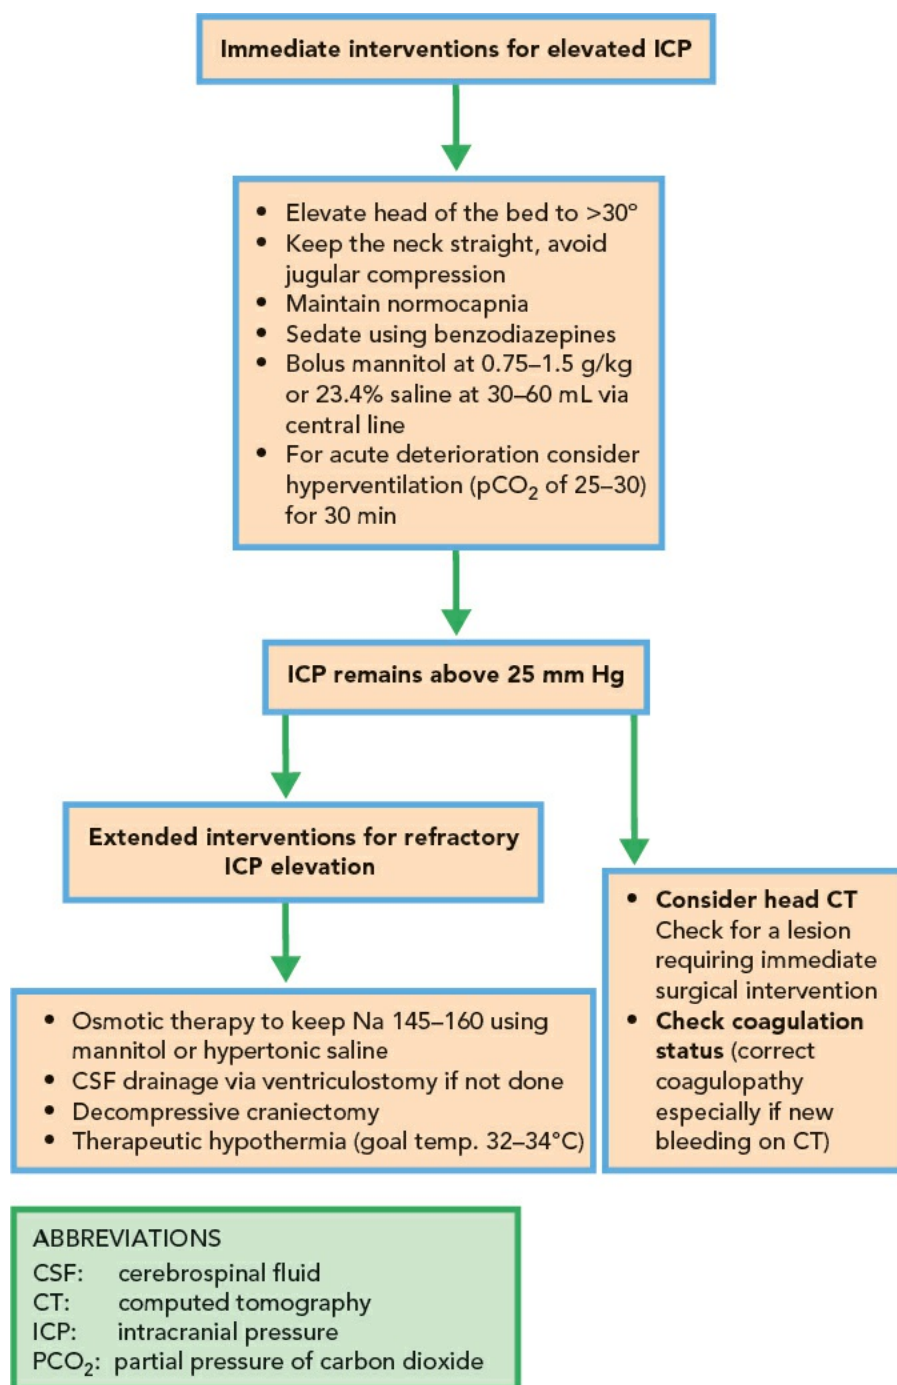 Immediate interventions for elevated ICP
• Elevate head of the bed to >30º
• Keep the neck straight, avoid
jugular compression
• Maintain normocapnia
• Sedate using benzodiazepines
• Bolus mannitol at 0.75–1.5 g/kg
or 23.4% saline at 30–60 mL via
central line
• For acute deterioration consider
hyperventilation (pCO₂ of 25–30)
for 30 min
ICP remains above 25 mm Hg
Extended interventions for refractory
ICP elevation
• Osmotic therapy to keep Na 145–160 using
mannitol or hypertonic saline
• CSF drainage via ventriculostomy if not done
• Decompressive craniectomy
• Therapeutic hypothermia (goal temp. 32–34°C)
• Consider head CT
Check for a lesion
requiring immediate
surgical intervention
• Check coagulation
status (correct
coagulopathy
especially if new
bleeding on CT)
ABBREVIATIONS
CSF: cerebrospinal fluid
CT: computed tomography
ICP: intracranial pressure
PCO₂: partial pressure of carbon dioxide